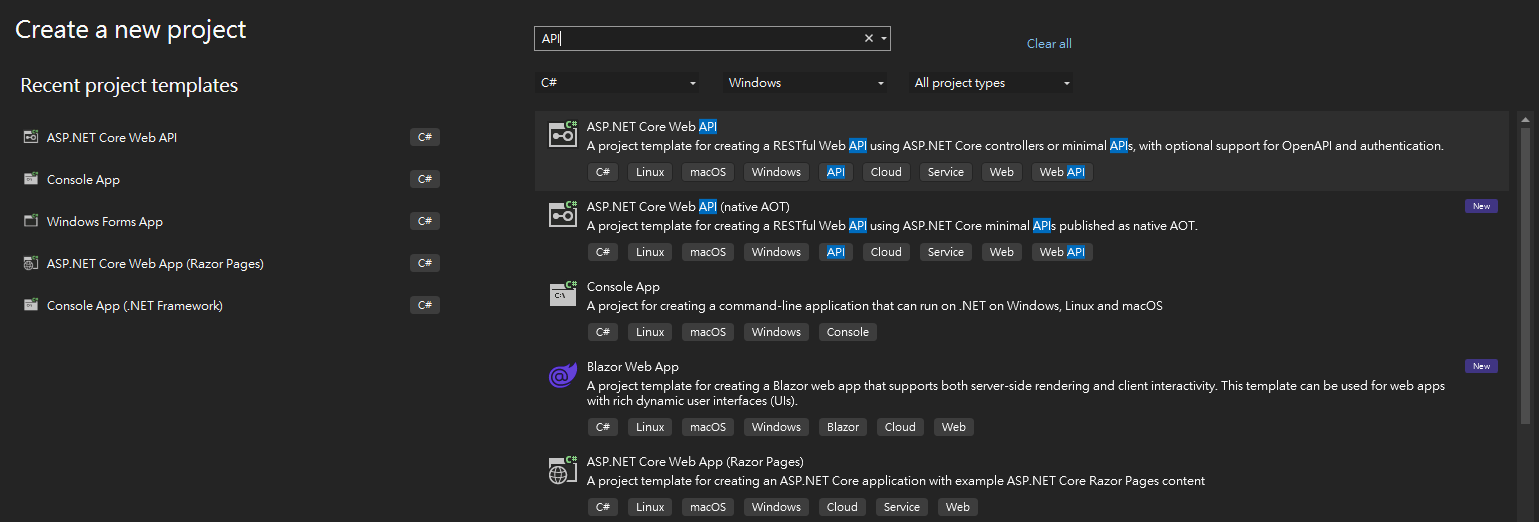 Create a new project
API
Clear all
Recent project templates
C#
Windows
All project types
ASP.NET Core Web API C#
Console App C#
Windows Forms App C#
ASP.NET Core Web App (Razor Pages) C#
Console App (.NET Framework) C#
C#
ASP.NET Core Web API
A project template for creating a RESTful Web API using ASP.NET Core controllers or minimal APIs, with optional support for OpenAPI and authentication.
C# Linux macOS Windows API Cloud Service Web Web API
C#
ASP.NET Core Web API (native AOT) New
A project template for creating a RESTful Web API using ASP.NET Core minimal APIs published as native AOT.
C# Linux macOS Windows API Cloud Service Web Web API
C#
C:\
Console App
A project for creating a command-line application that can run on .NET on Windows, Linux and macOS
C# Linux macOS Windows Console
Blazor Web App New
A project template for creating a Blazor web app that supports both server-side rendering and client interactivity. This template can be used for web apps
with rich dynamic user interfaces (UIs).
C# Linux macOS Windows Blazor Cloud Web
C#
ASP.NET Core Web App (Razor Pages)
A project template for creating an ASP.NET Core application with example ASP.NET Core Razor Pages content
C# Linux macOS Windows Cloud Service Web